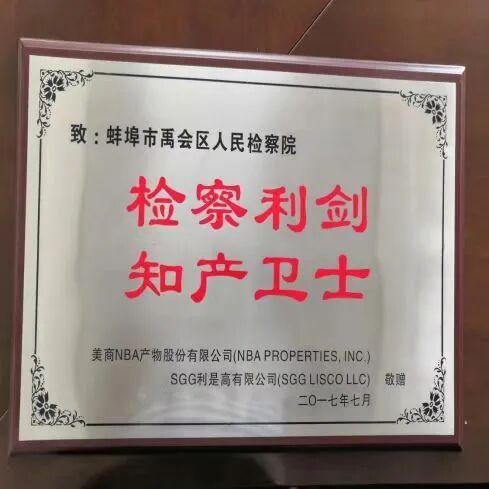 致：蚌埠市禹会区人民检察院
检察利剑
知产卫士
美商NBA产物股份有限公司(NBA PROPERTIES, INC.)
SGG利是高有限公司(SGG LISCO LLC) 敬赠
二〇一七年七月